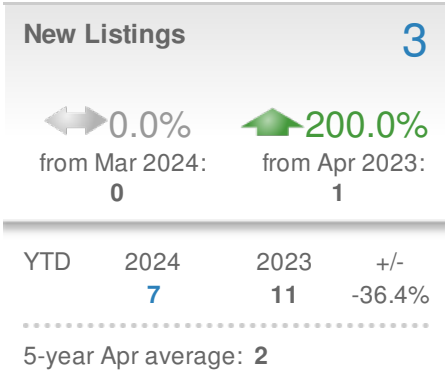 New Listings 3
0.0% 200.0%
from Mar 2024: from Apr 2023:
0 1
YTD 2024 2023 +/-
7 11 -36.4%
5-year Apr average: 2